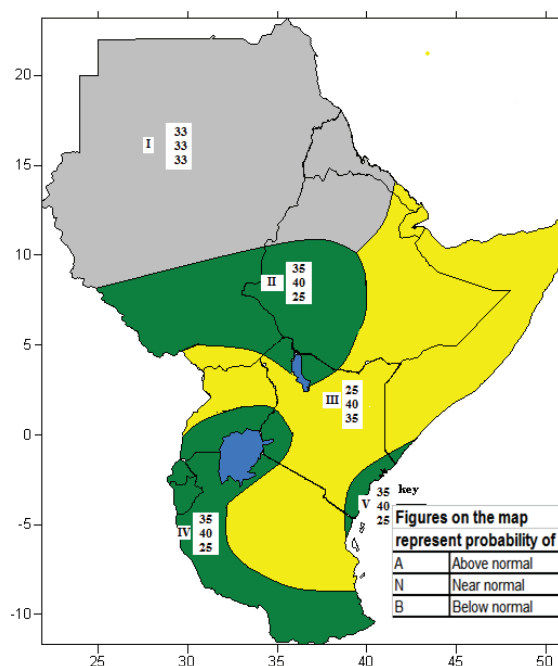 20
15
10
5
0
-5
-10
25
30
35
40
45
50
I
33
33
33
II
35
40
25
III
25
40
35
IV
35
40
25
V
35
40
25
key
Figures on the map
represent probability of
A Above normal
N Near normal
B Below normal